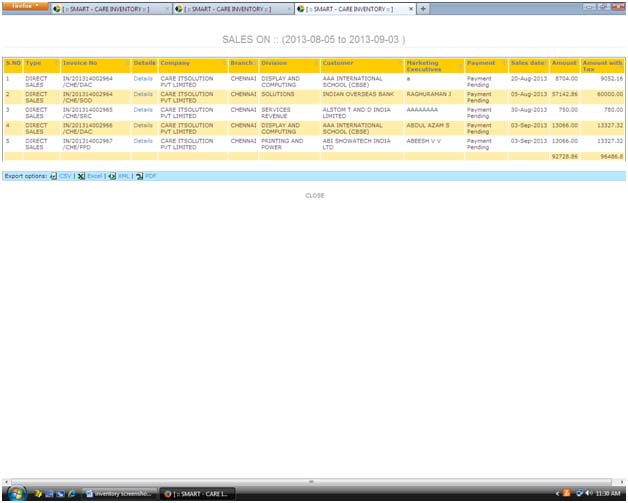 Firefox
[ :: SMART - CARE INVENTORY :: ] × [ :: SMART - CARE INVENTORY :: ] × [ :: SMART - CARE INVENTORY :: ] × +
SALES ON :: (2013-08-05 to 2013-09-03 )
S.NO Type Invoice No Details Company Branch Division Customer Marketing Executives Payment Sales date Amount Amount with Tax
1 DIRECT SALES IN/201314002964 /CHE/DAC Details CARE ITSOLUTION PVT LIMITED CHENNAI DISPLAY AND COMPUTING AAA INTERNATIONAL SCHOOL (CBSE) a Payment Pending 20-Aug-2013 8704.00 9052.16
2 DIRECT SALES IN/201314002966 /CHE/SOD Details CARE ITSOLUTION PVT LIMITED CHENNAI SOLUTIONS INDIAN OVERSEAS BANK RAGHURAMAN J Payment Pending 05-Aug-2013 57142.86 60000.00
3 DIRECT SALES IN/201314002965 /CHE/SRC Details CARE ITSOLUTION PVT LIMITED CHENNAI SERVICES REVENUE ALSTOM T AND D INDIA LIMITED AAAAAAAA Payment Pending 30-Aug-2013 750.00 780.00
4 DIRECT SALES IN/201314002966 /CHE/DAC Details CARE ITSOLUTION PVT LIMITED CHENNAI DISPLAY AND COMPUTING AAA INTERNATIONAL SCHOOL (CBSE) ABDUL AZAM S Payment Pending 03-Sep-2013 13066.00 13327.32
5 DIRECT SALES IN/201314002967 /CHE/PPD Details CARE ITSOLUTION PVT LIMITED CHENNAI PRINTING AND POWER ABI SHOWATECH INDIA LTD ABEESH V V Payment Pending 03-Sep-2013 13066.00 13327.32
92728.86 96486.8
Export options: CSV | Excel | XML | PDF
CLOSE
inventory screensho... [ :: SMART - CARE I... 11:30 AM